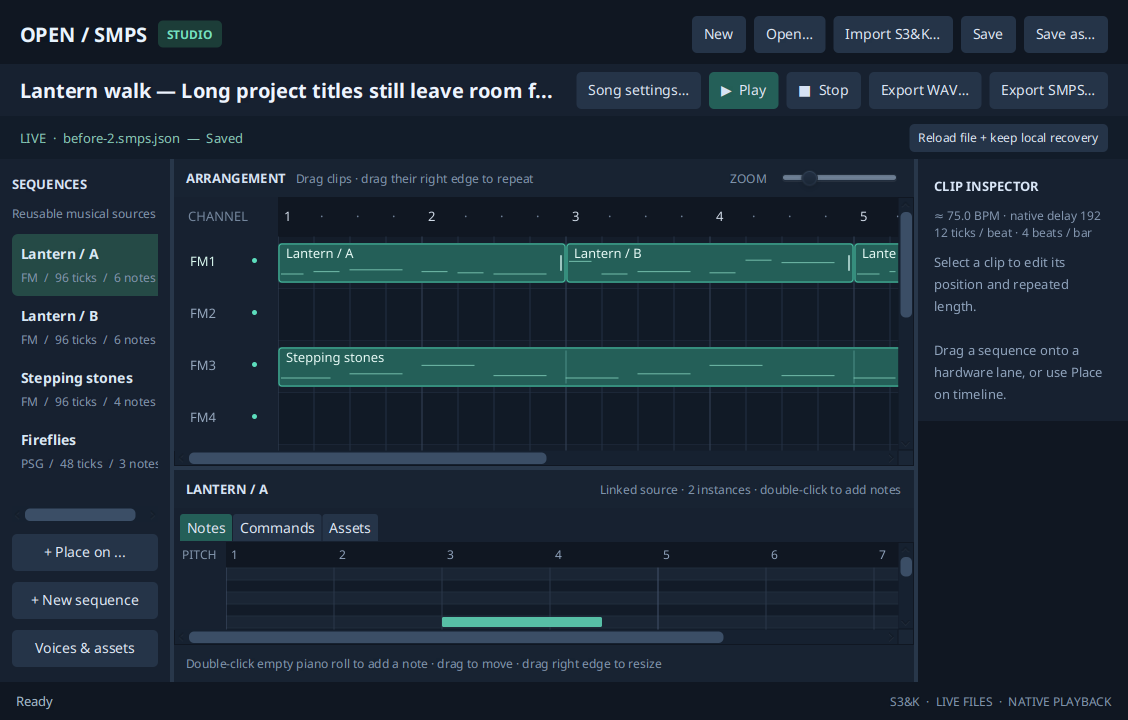 OPEN / SMPS STUDIO New Open... Import S3&K... Save Save as...
Lantern walk — Long project titles still leave room f... Song settings... ▶ Play ■ Stop Export WAV... Export SMPS...
LIVE · before-2.smps.json — Saved Reload file + keep local recovery
SEQUENCES
Reusable musical sources
Lantern / A
FM / 96 ticks / 6 notes
Lantern / B
FM / 96 ticks / 6 notes
Stepping stones
FM / 96 ticks / 4 notes
Fireflies
PSG / 48 ticks / 3 notes
+ Place on ...
+ New sequence
Voices & assets
ARRANGEMENT Drag clips · drag their right edge to repeat ZOOM
CHANNEL 1 · · · 2 · · · 3 · · · 4 · · · 5 ·
FM1 Lantern / A Lantern / B Lante
FM2
FM3 Stepping stones
FM4
LANTERN / A Linked source · 2 instances · double-click to add notes
Notes Commands Assets
PITCH 1 2 3 4 5 6 7
Double-click empty piano roll to add a note · drag to move · drag right edge to resize
CLIP INSPECTOR
≈ 75.0 BPM · native delay 192
12 ticks / beat · 4 beats / bar
Select a clip to edit its
position and repeated
length.
Drag a sequence onto a
hardware lane, or use Place
on timeline.
Ready S3&K · LIVE FILES · NATIVE PLAYBACK